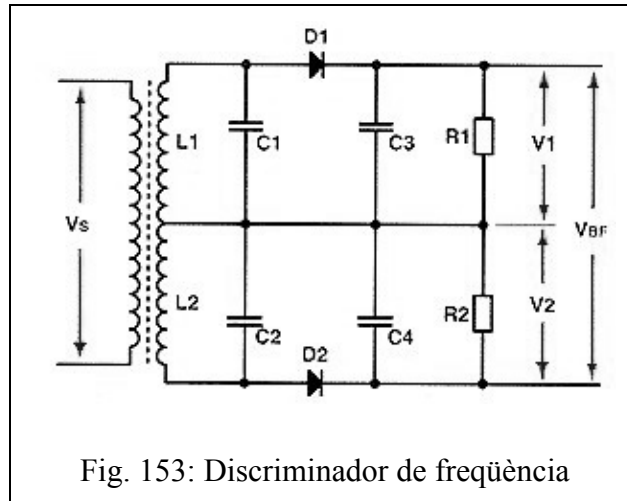 D1
L1
C1
C3
R1
V1
Vs
VBF
L2
C2
C4
R2
V2
D2
Fig. 153: Discriminador de freqüència